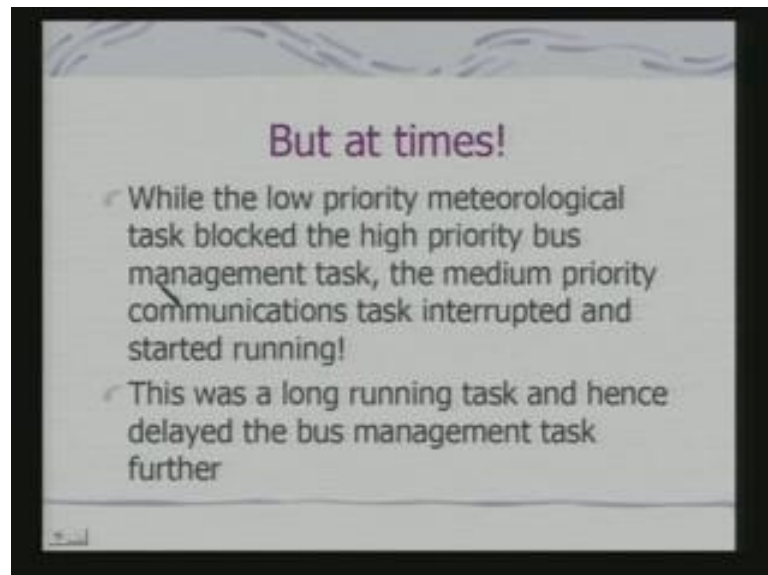 But at times!
While the low priority meteorological
task blocked the high priority bus
management task, the medium priority
communications task interrupted and
started running!
This was a long running task and hence
delayed the bus management task
further